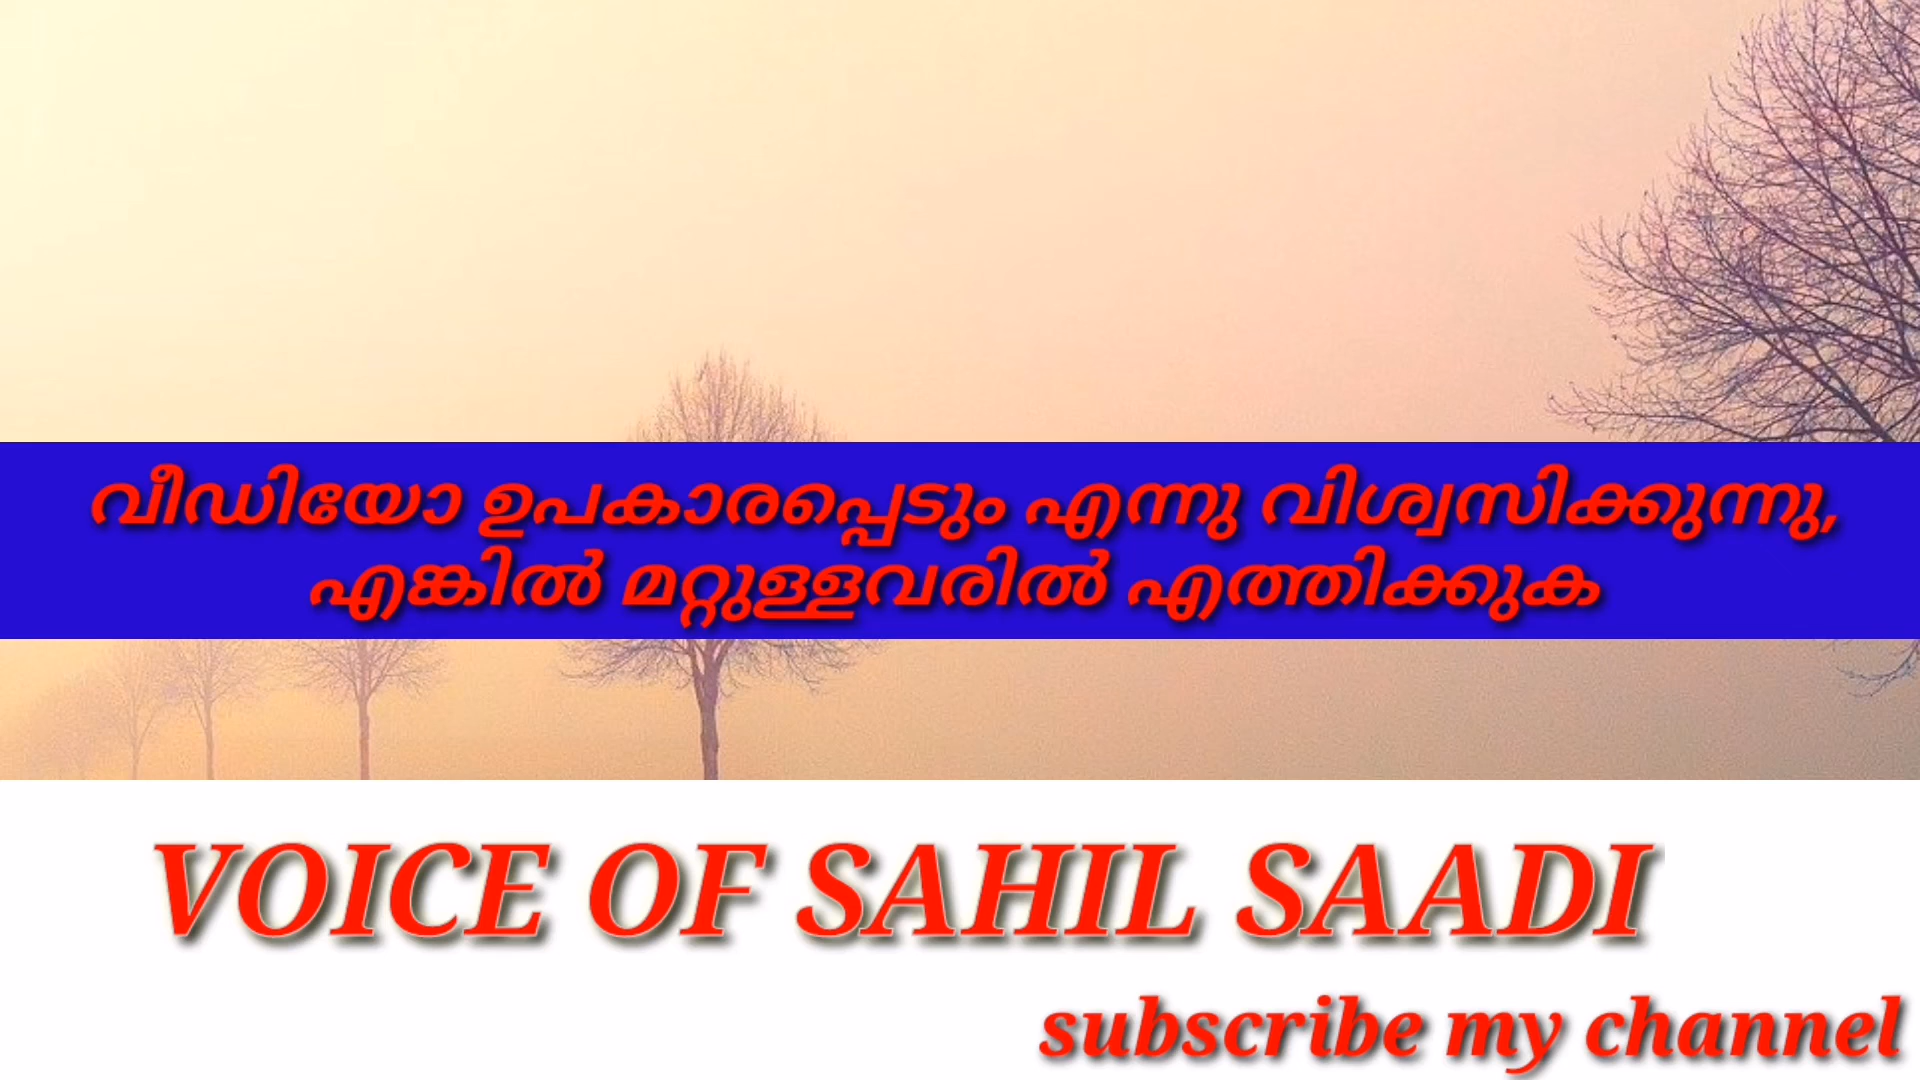 വീഡിയോ ഉപകാരപ്പെടും എന്നു വിശ്വസിക്കുന്നു,
എങ്കിൽ മറ്റുള്ളവരിൽ എത്തിക്കുക
VOICE OF SAHIL SAADI
subscribe my channel